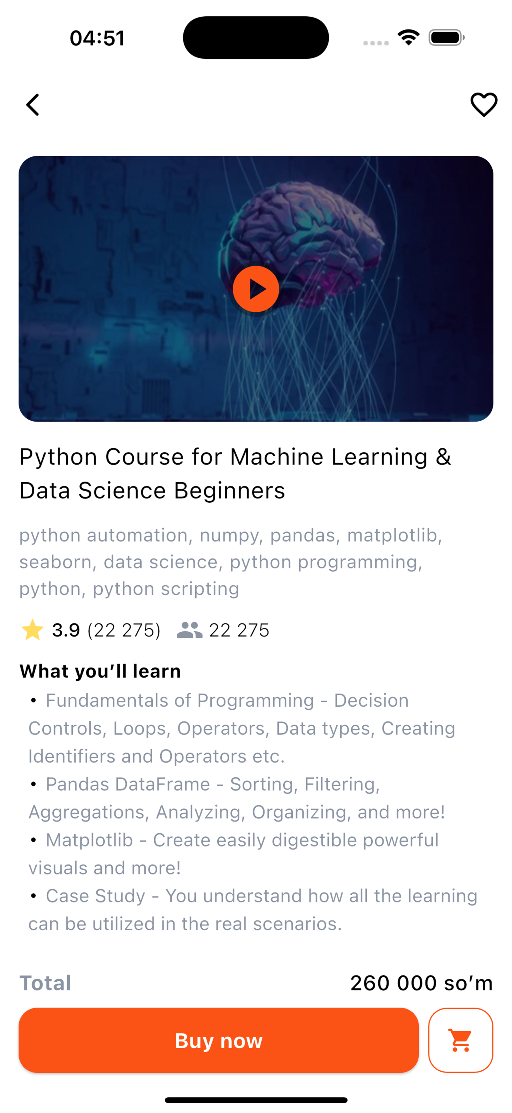 04:51
Python Course for Machine Learning &
Data Science Beginners
python automation, numpy, pandas, matplotlib,
seaborn, data science, python programming,
python, python scripting
3.9 (22 275) 22 275
What you’ll learn
• Fundamentals of Programming - Decision
Controls, Loops, Operators, Data types, Creating
Identifiers and Operators etc.
• Pandas DataFrame - Sorting, Filtering,
Aggregations, Analyzing, Organizing, and more!
• Matplotlib - Create easily digestible powerful
visuals and more!
• Case Study - You understand how all the learning
can be utilized in the real scenarios.
Total 260 000 so’m
Buy now